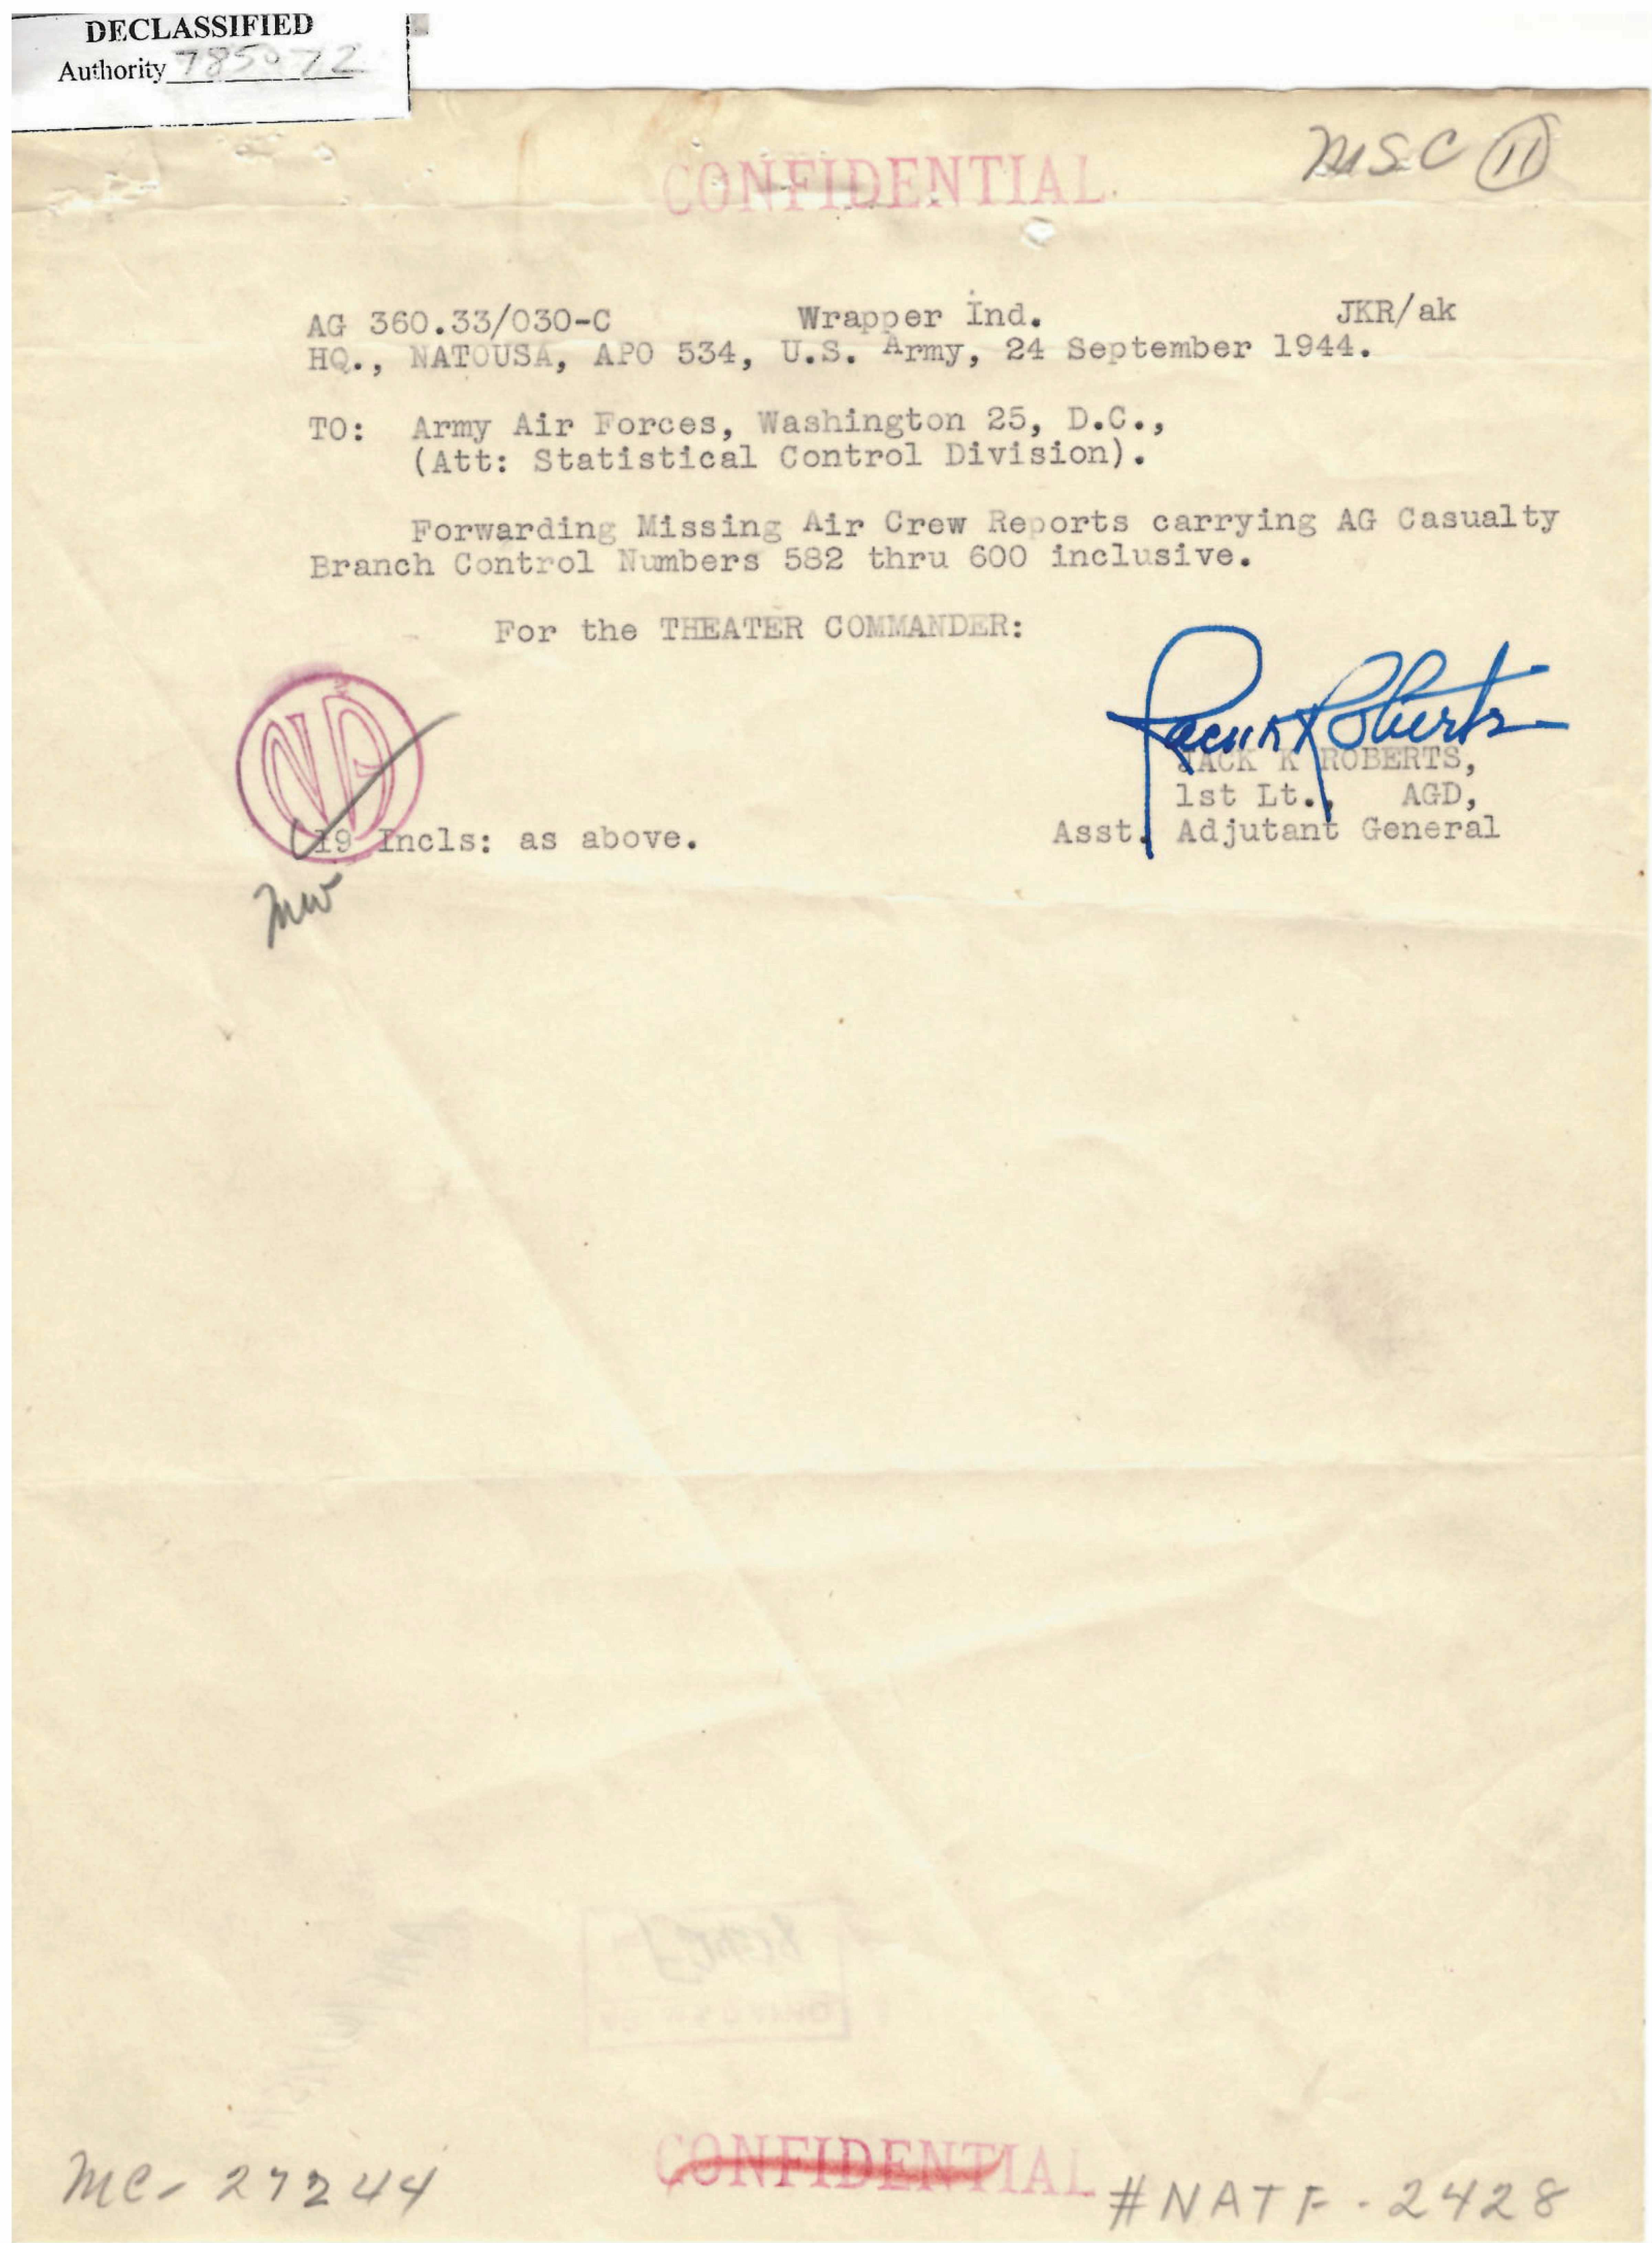 DECLASSIFIED
Authority 785072
CONFIDENTIAL
MSC 11
AG 360.33/030-C Wrapper Ind. JKR/ak
HQ., NATOUSA, APO 534, U.S. Army, 24 September 1944.
TO: Army Air Forces, Washington 25, D.C.,
(Att: Statistical Control Division).
Forwarding Missing Air Crew Reports carrying AG Casualty
Branch Control Numbers 582 thru 600 inclusive.
For the THEATER COMMANDER:
NA
Jack K Roberts
JACK K ROBERTS,
1st Lt., AGD,
19 Incls: as above. Asst. Adjutant General
CONFIDENTIAL
MC- 27244 #NATF-2428